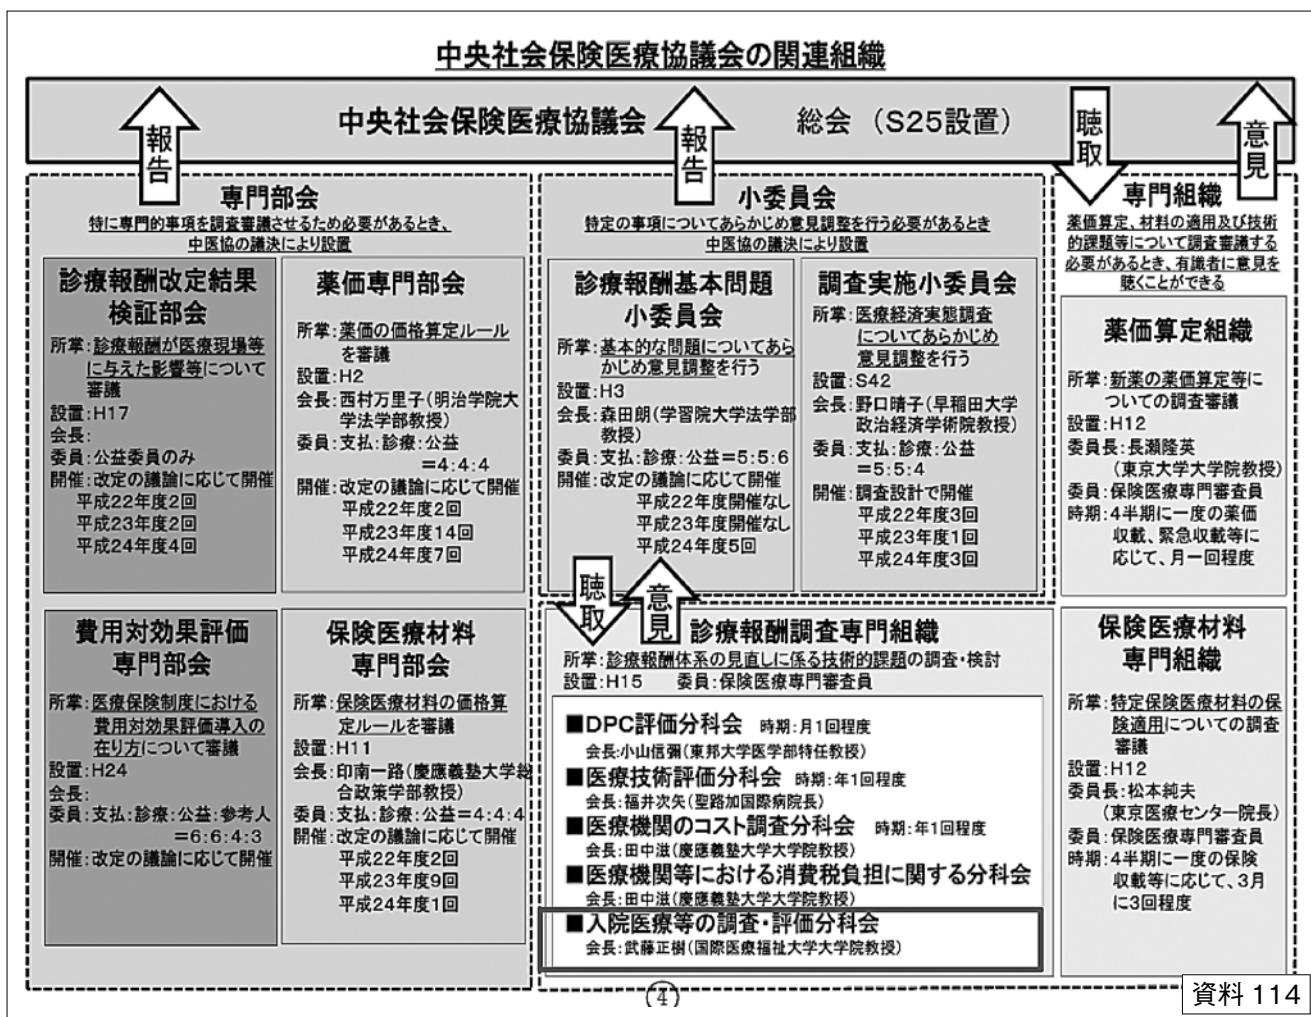 中央社会保険医療協議会の関連組織
中央社会保険医療協議会　総会　（S25設置）
報告
報告
聴取
意見
専門部会
特に専門的事項を調査審議させるため必要があるとき、
中医協の議決により設置
診療報酬改定結果
検証部会
所掌：診療報酬が医療現場等
に与えた影響等について
審議
設置：H17
会長：
委員：公益委員のみ
開催：改定の議論に応じて開催
平成22年度2回
平成23年度2回
平成24年度4回
薬価専門部会
所掌：薬価の価格算定ルール
を審議
設置：H2
会長：西村万里子（明治学院大
学法学部教授）
委員：支払：診療：公益
＝4：4：4
開催：改定の議論に応じて開催
平成22年度2回
平成23年度14回
平成24年度7回
費用対効果評価
専門部会
所掌：医療保険制度における
費用対効果評価導入の
在り方について審議
設置：H24
会長：
委員：支払：診療：公益：参考人
＝6：6：4：3
開催：改定の議論に応じて開催
保険医療材料
専門部会
所掌：保険医療材料の価格算
定ルールを審議
設置：H11
会長：印南一路（慶應義塾大学総
合政策学部教授）
委員：支払：診療：公益＝4：4：4
開催：改定の議論に応じて開催
平成22年度2回
平成23年度9回
平成24年度1回
小委員会
特定の事項についてあらかじめ意見調整を行う必要があるとき
中医協の議決により設置
診療報酬基本問題
小委員会
所掌：基本的な問題についてあら
かじめ意見調整を行う
設置：H3
会長：森田朗（学習院大学法学部
教授）
委員：支払：診療：公益＝5：5：6
開催：改定の議論に応じて開催
平成22年度開催なし
平成23年度開催なし
平成24年度5回
調査実施小委員会
所掌：医療経済実態調査
についてあらかじめ
意見調整を行う
設置：S42
会長：野口晴子（早稲田大学
政治経済学術院教授）
委員：支払：診療：公益
＝5：5：4
開催：調査設計で開催
平成22年度3回
平成23年度1回
平成24年度3回
聴取
意見
診療報酬調査専門組織
所掌：診療報酬体系の見直しに係る技術的課題の調査・検討
設置：H15　委員：保険医療専門審査員
■DPC評価分科会　時期：月1回程度
会長：小山信彌（東邦大学医学部特任教授）
■医療技術評価分科会　時期：年1回程度
会長：福井次矢（聖路加国際病院長）
■医療機関のコスト調査分科会　時期：年1回程度
会長：田中滋（慶應義塾大学大学院教授）
■医療機関等における消費税負担に関する分科会
会長：田中滋（慶應義塾大学大学院教授）
■入院医療等の調査・評価分科会
会長：武藤正樹（国際医療福祉大学大学院教授）
専門組織
薬価算定、材料の適用及び技術
的課題等について調査審議する
必要があるとき、有識者に意見を
聴くことができる
薬価算定組織
所掌：新薬の薬価算定等に
ついての調査審議
設置：H12
委員長：長瀬隆英
（東京大学大学院教授）
委員：保険医療専門審査員
時期：4半期に一度の薬価
収載、緊急収載等に
応じて、月一回程度
保険医療材料
専門組織
所掌：特定保険医療材料の保
険適用についての調査
審議
設置：H12
委員長：松本純夫
（東京医療センター院長）
委員：保険医療専門審査員
時期：4半期に一度の保険
収載等に応じて、3月
に3回程度
④
資料 114